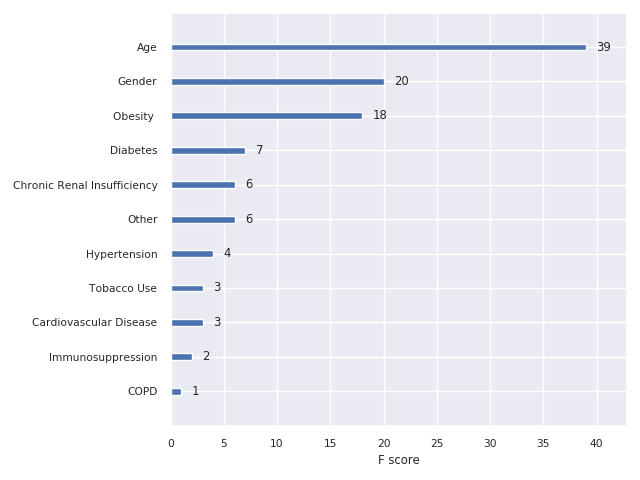 Age 39
Gender 20
Obesity 18
Diabetes 7
Chronic Renal Insufficiency 6
Other 6
Hypertension 4
Tobacco Use 3
Cardiovascular Disease 3
Immunosuppression 2
COPD 1
0 5 10 15 20 25 30 35 40
F score